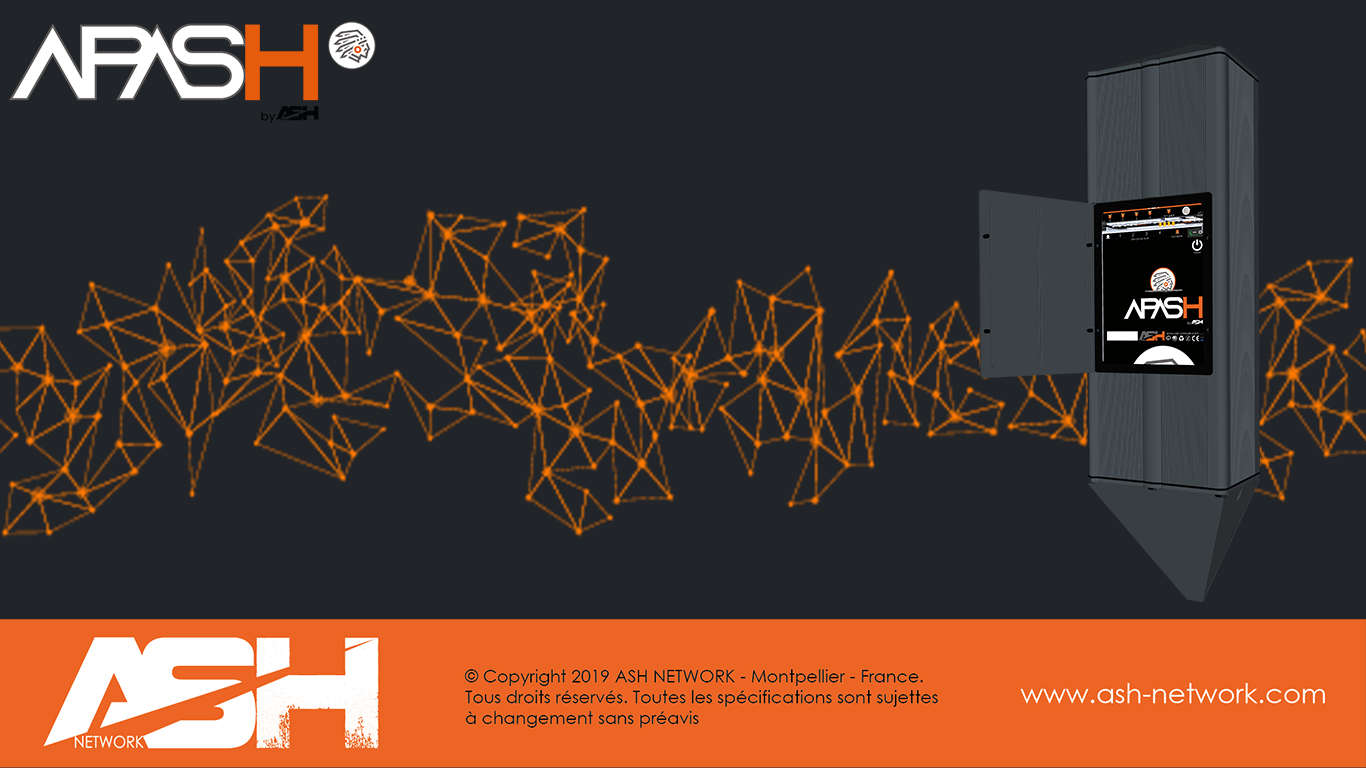 APASH
by ASH
APASH
by ASH
ASH
ASH
NETWORK
© Copyright 2019 ASH NETWORK - Montpellier - France.
Tous droits réservés. Toutes les spécifications sont sujettes
à changement sans préavis
www.ash-network.com